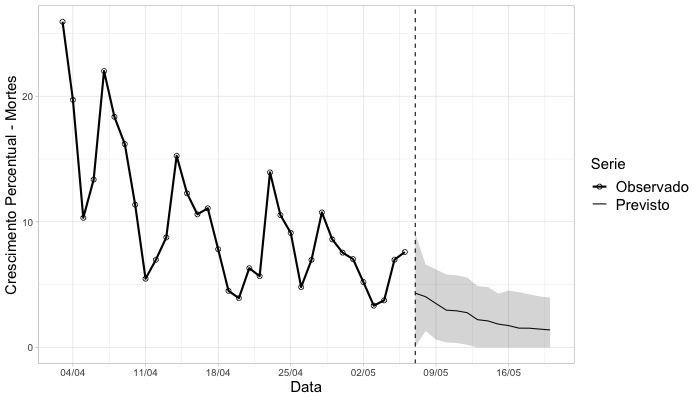 Crescimento Percentual - Mortes
20
10
0
04/04 11/04 18/04 25/04 02/05 09/05 16/05
Data
Serie
Observado
Previsto